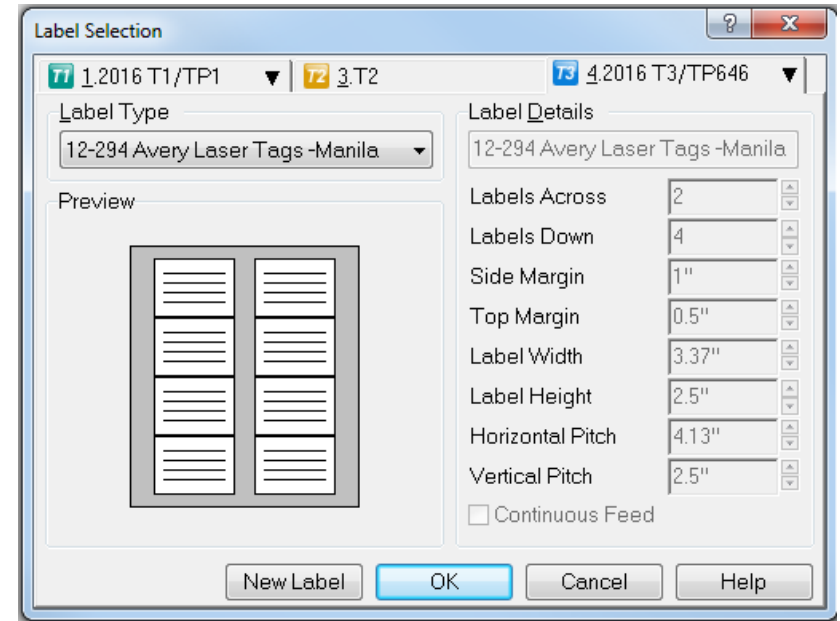 Label Selection
?
T1 1.2016 T1/TP1 T2 3.T2 T3 4.2016 T3/TP646
Label Type
12-294 Avery Laser Tags -Manila
Preview
Label Details
12-294 Avery Laser Tags -Manila
Labels Across 2
Labels Down 4
Side Margin 1"
Top Margin 0.5"
Label Width 3.37"
Label Height 2.5"
Horizontal Pitch 4.13"
Vertical Pitch 2.5"
Continuous Feed
New Label OK Cancel Help